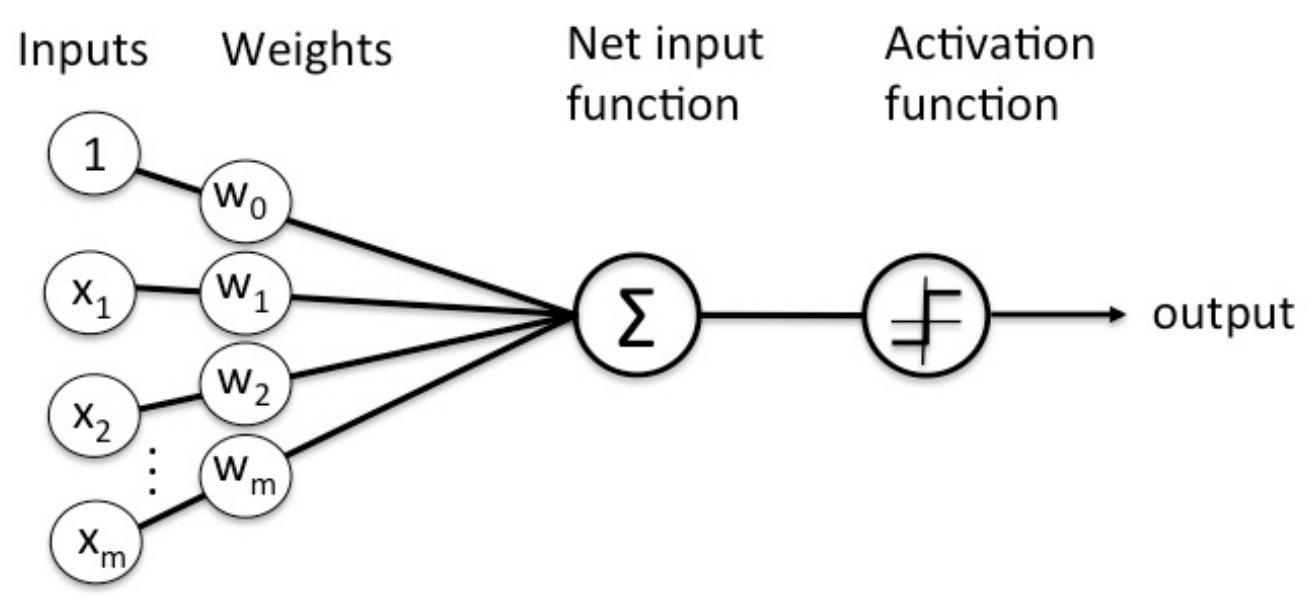 Inputs
Weights
Net input
function
Activation
function
1
w₀
x₁
w₁
x₂
w₂
⋮
xₘ
wₘ
Σ
output